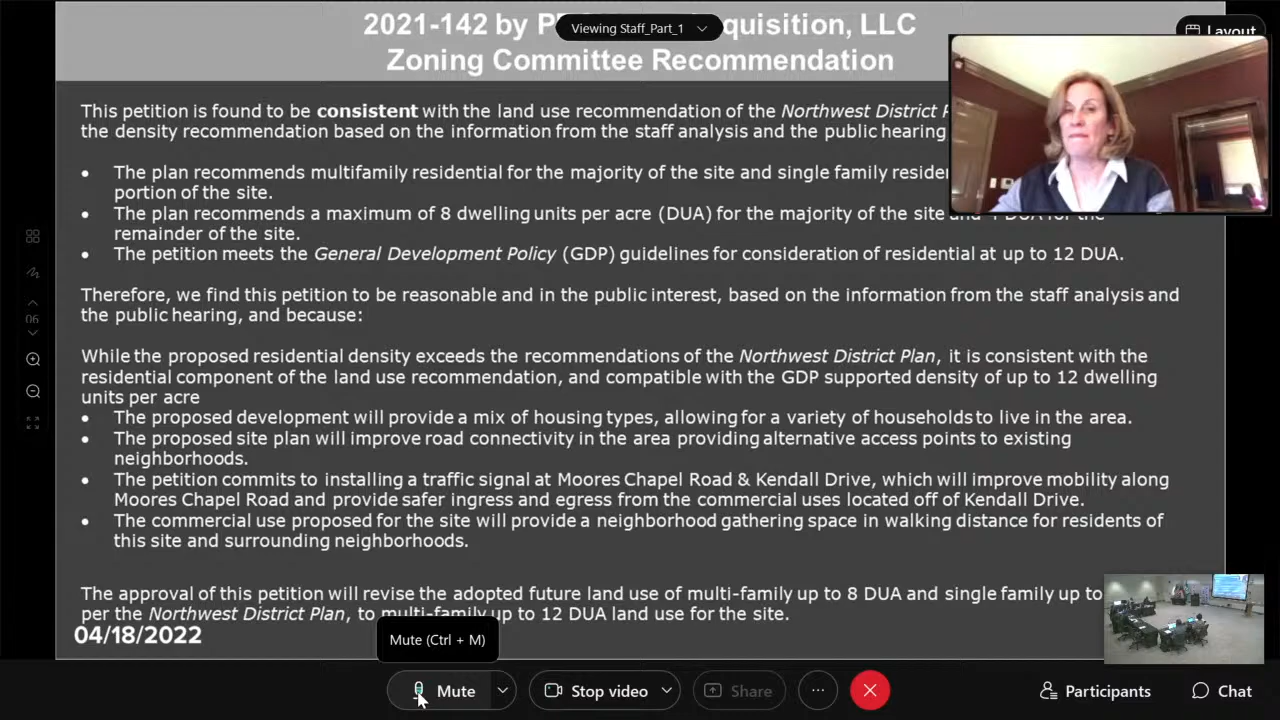 2021-142 by P quisition, LLC
Viewing Staff_Part_1
Layout
Zoning Committee Recommendation
This petition is found to be consistent with the land use recommendation of the Northwest District
the density recommendation based on the information from the staff analysis and the public hearing
• The plan recommends multifamily residential for the majority of the site and single family
portion of the site.
• The plan recommends a maximum of 8 dwelling units per acre (DUA) for the majority of the site and 4 DUA for the
remainder of the site.
• The petition meets the General Development Policy (GDP) guidelines for consideration of residential at up to 12 DUA.
Therefore, we find this petition to be reasonable and in the public interest, based on the information from the staff analysis and
the public hearing, and because:
While the proposed residential density exceeds the recommendations of the Northwest District Plan, it is consistent with the
residential component of the land use recommendation, and compatible with the GDP supported density of up to 12 dwelling
units per acre
• The proposed development will provide a mix of housing types, allowing for a variety of households to live in the area.
• The proposed site plan will improve road connectivity in the area providing alternative access points to existing
neighborhoods.
• The petition commits to installing a traffic signal at Moores Chapel Road & Kendall Drive, which will improve mobility along
Moores Chapel Road and provide safer ingress and egress from the commercial uses located off of Kendall Drive.
• The commercial use proposed for the site will provide a neighborhood gathering space in walking distance for residents of
this site and surrounding neighborhoods.
The approval of this petition will revise the adopted future land use of multi-family up to 8 DUA and single family up to
per the Northwest District Plan, to multi-family up to 12 DUA land use for the site.
04/18/2022
06
Mute (Ctrl + M)
Mute
Stop video
Share
Participants
Chat